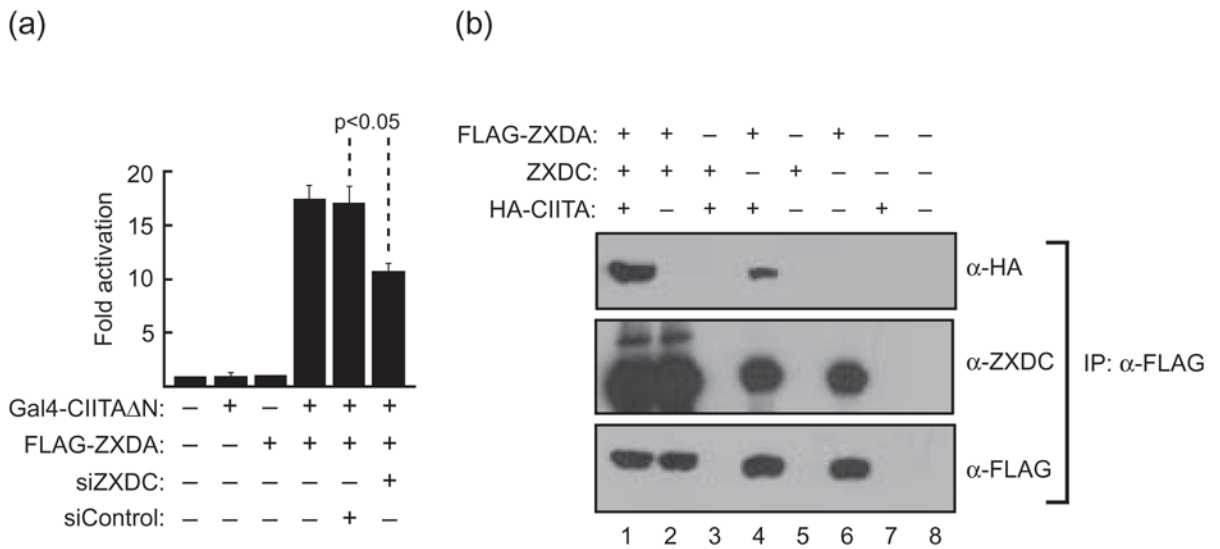 (a)
p<0.05
20
15
10
5
Fold activation
Gal4-CIITAΔN: – + – + + +
FLAG-ZXDA: – – + + + +
siZXDC: – – – – – +
siControl: – – – – + –
(b)
FLAG-ZXDA: + + – + – + – –
ZXDC: + + + – + – – –
HA-CIITA: + – + + – – + –
α-HA
α-ZXDC
α-FLAG
IP: α-FLAG
1 2 3 4 5 6 7 8